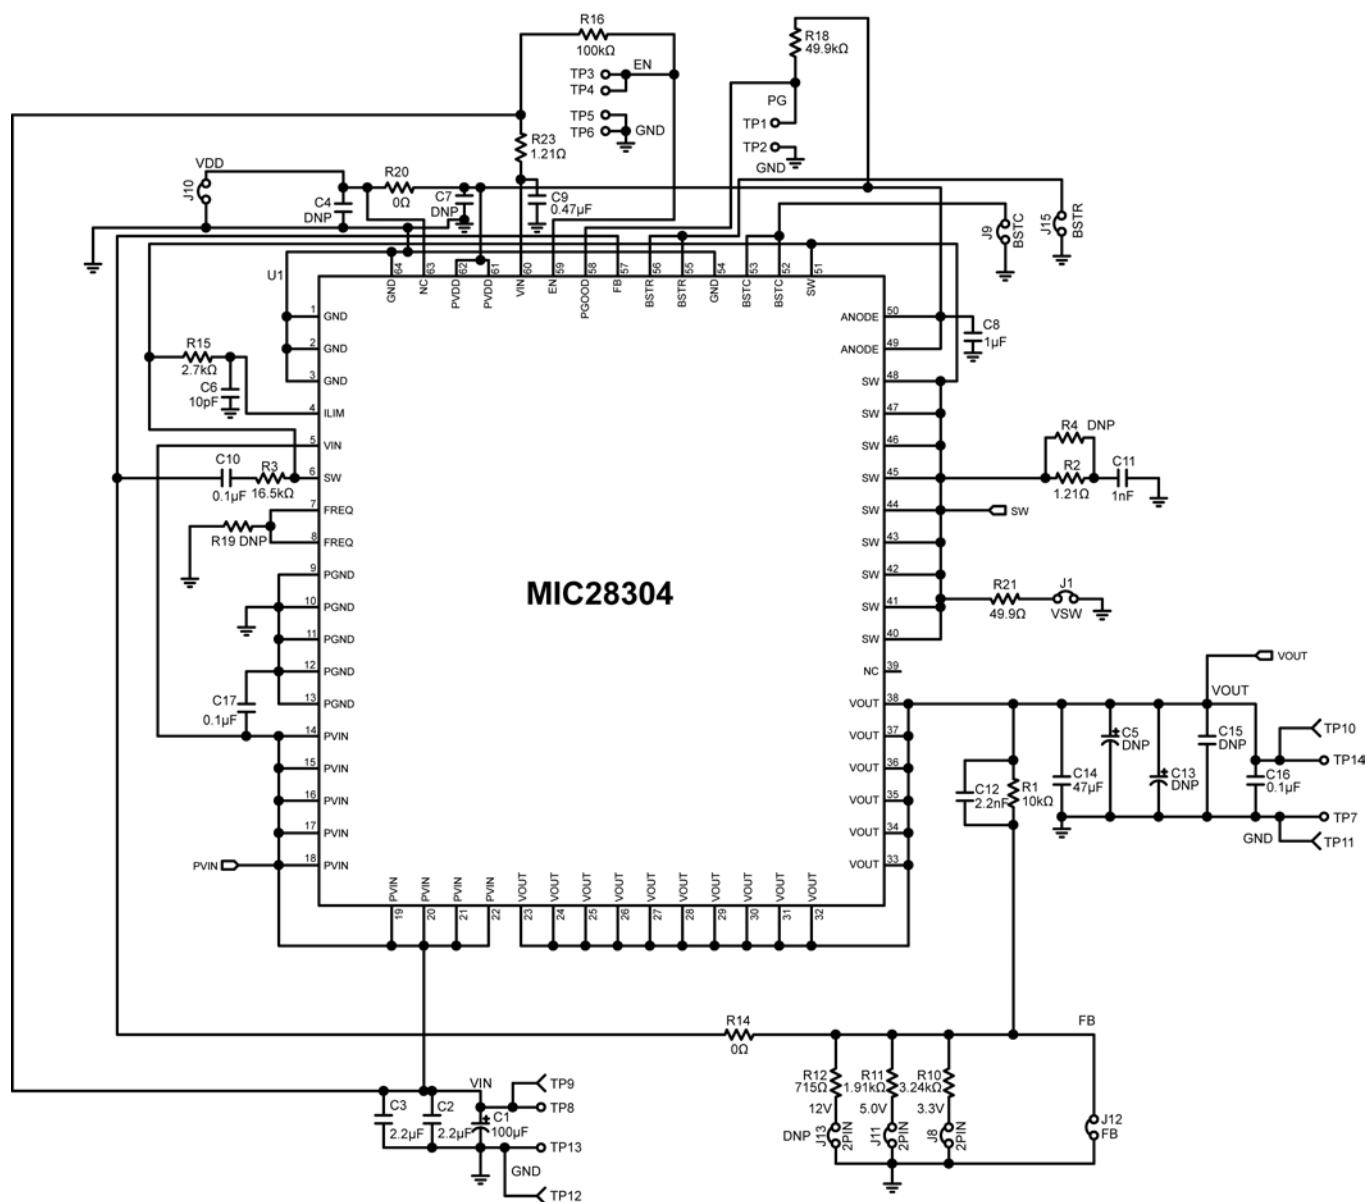 R16
100kΩ
R18
49.9kΩ
TP3
TP4
EN
TP5
TP6
GND
PG
TP1
TP2
GND
R23
1.21Ω
VDD
J10
R20
0Ω
C4
DNP
C7
DNP
C9
0.47µF
J9
BSTC
J15
BSTR
U1
64
63
62
61
60
59
58
57
56
55
54
53
52
51
GND
NC
PVDD
PVDD
VIN
EN
PGOOD
FB
BSTR
BSTR
GND
BSTC
BSTC
SW
1 GND
2 GND
3 GND
4 ILIM
5 VIN
6 SW
7 FREQ
8 FREQ
9 PGND
10 PGND
11 PGND
12 PGND
13 PGND
14 PVIN
15 PVIN
16 PVIN
17 PVIN
18 PVIN
R15
2.7kΩ
C6
10pF
C10
0.1µF
R3
16.5kΩ
R19 DNP
C17
0.1µF
PVIN
MIC28304
ANODE 50
ANODE 49
SW 48
SW 47
SW 46
SW 45
SW 44
SW 43
SW 42
SW 41
SW 40
NC 39
VOUT 38
VOUT 37
VOUT 36
VOUT 35
VOUT 34
VOUT 33
C8
1µF
R4 DNP
R2
1.21Ω
C11
1nF
SW
R21
49.9Ω
J1
VSW
VOUT
VOUT
C12
2.2nF
R1
10kΩ
C14
47µF
C5
DNP
C13
DNP
C15
DNP
C16
0.1µF
TP10
TP14
TP7
TP11
GND
PVIN
PVIN
PVIN
PVIN
VOUT
VOUT
VOUT
VOUT
VOUT
VOUT
VOUT
VOUT
VOUT
VOUT
19
20
21
22
23
24
25
26
27
28
29
30
31
32
R14
0Ω
FB
R12
715Ω
12V
R11
1.91kΩ
5.0V
R10
3.24kΩ
3.3V
DNP
J13
2PIN
J11
2PIN
J8
2PIN
J12
FB
VIN
C3
2.2µF
C2
2.2µF
C1
100µF
TP9
TP8
TP13
GND
TP12